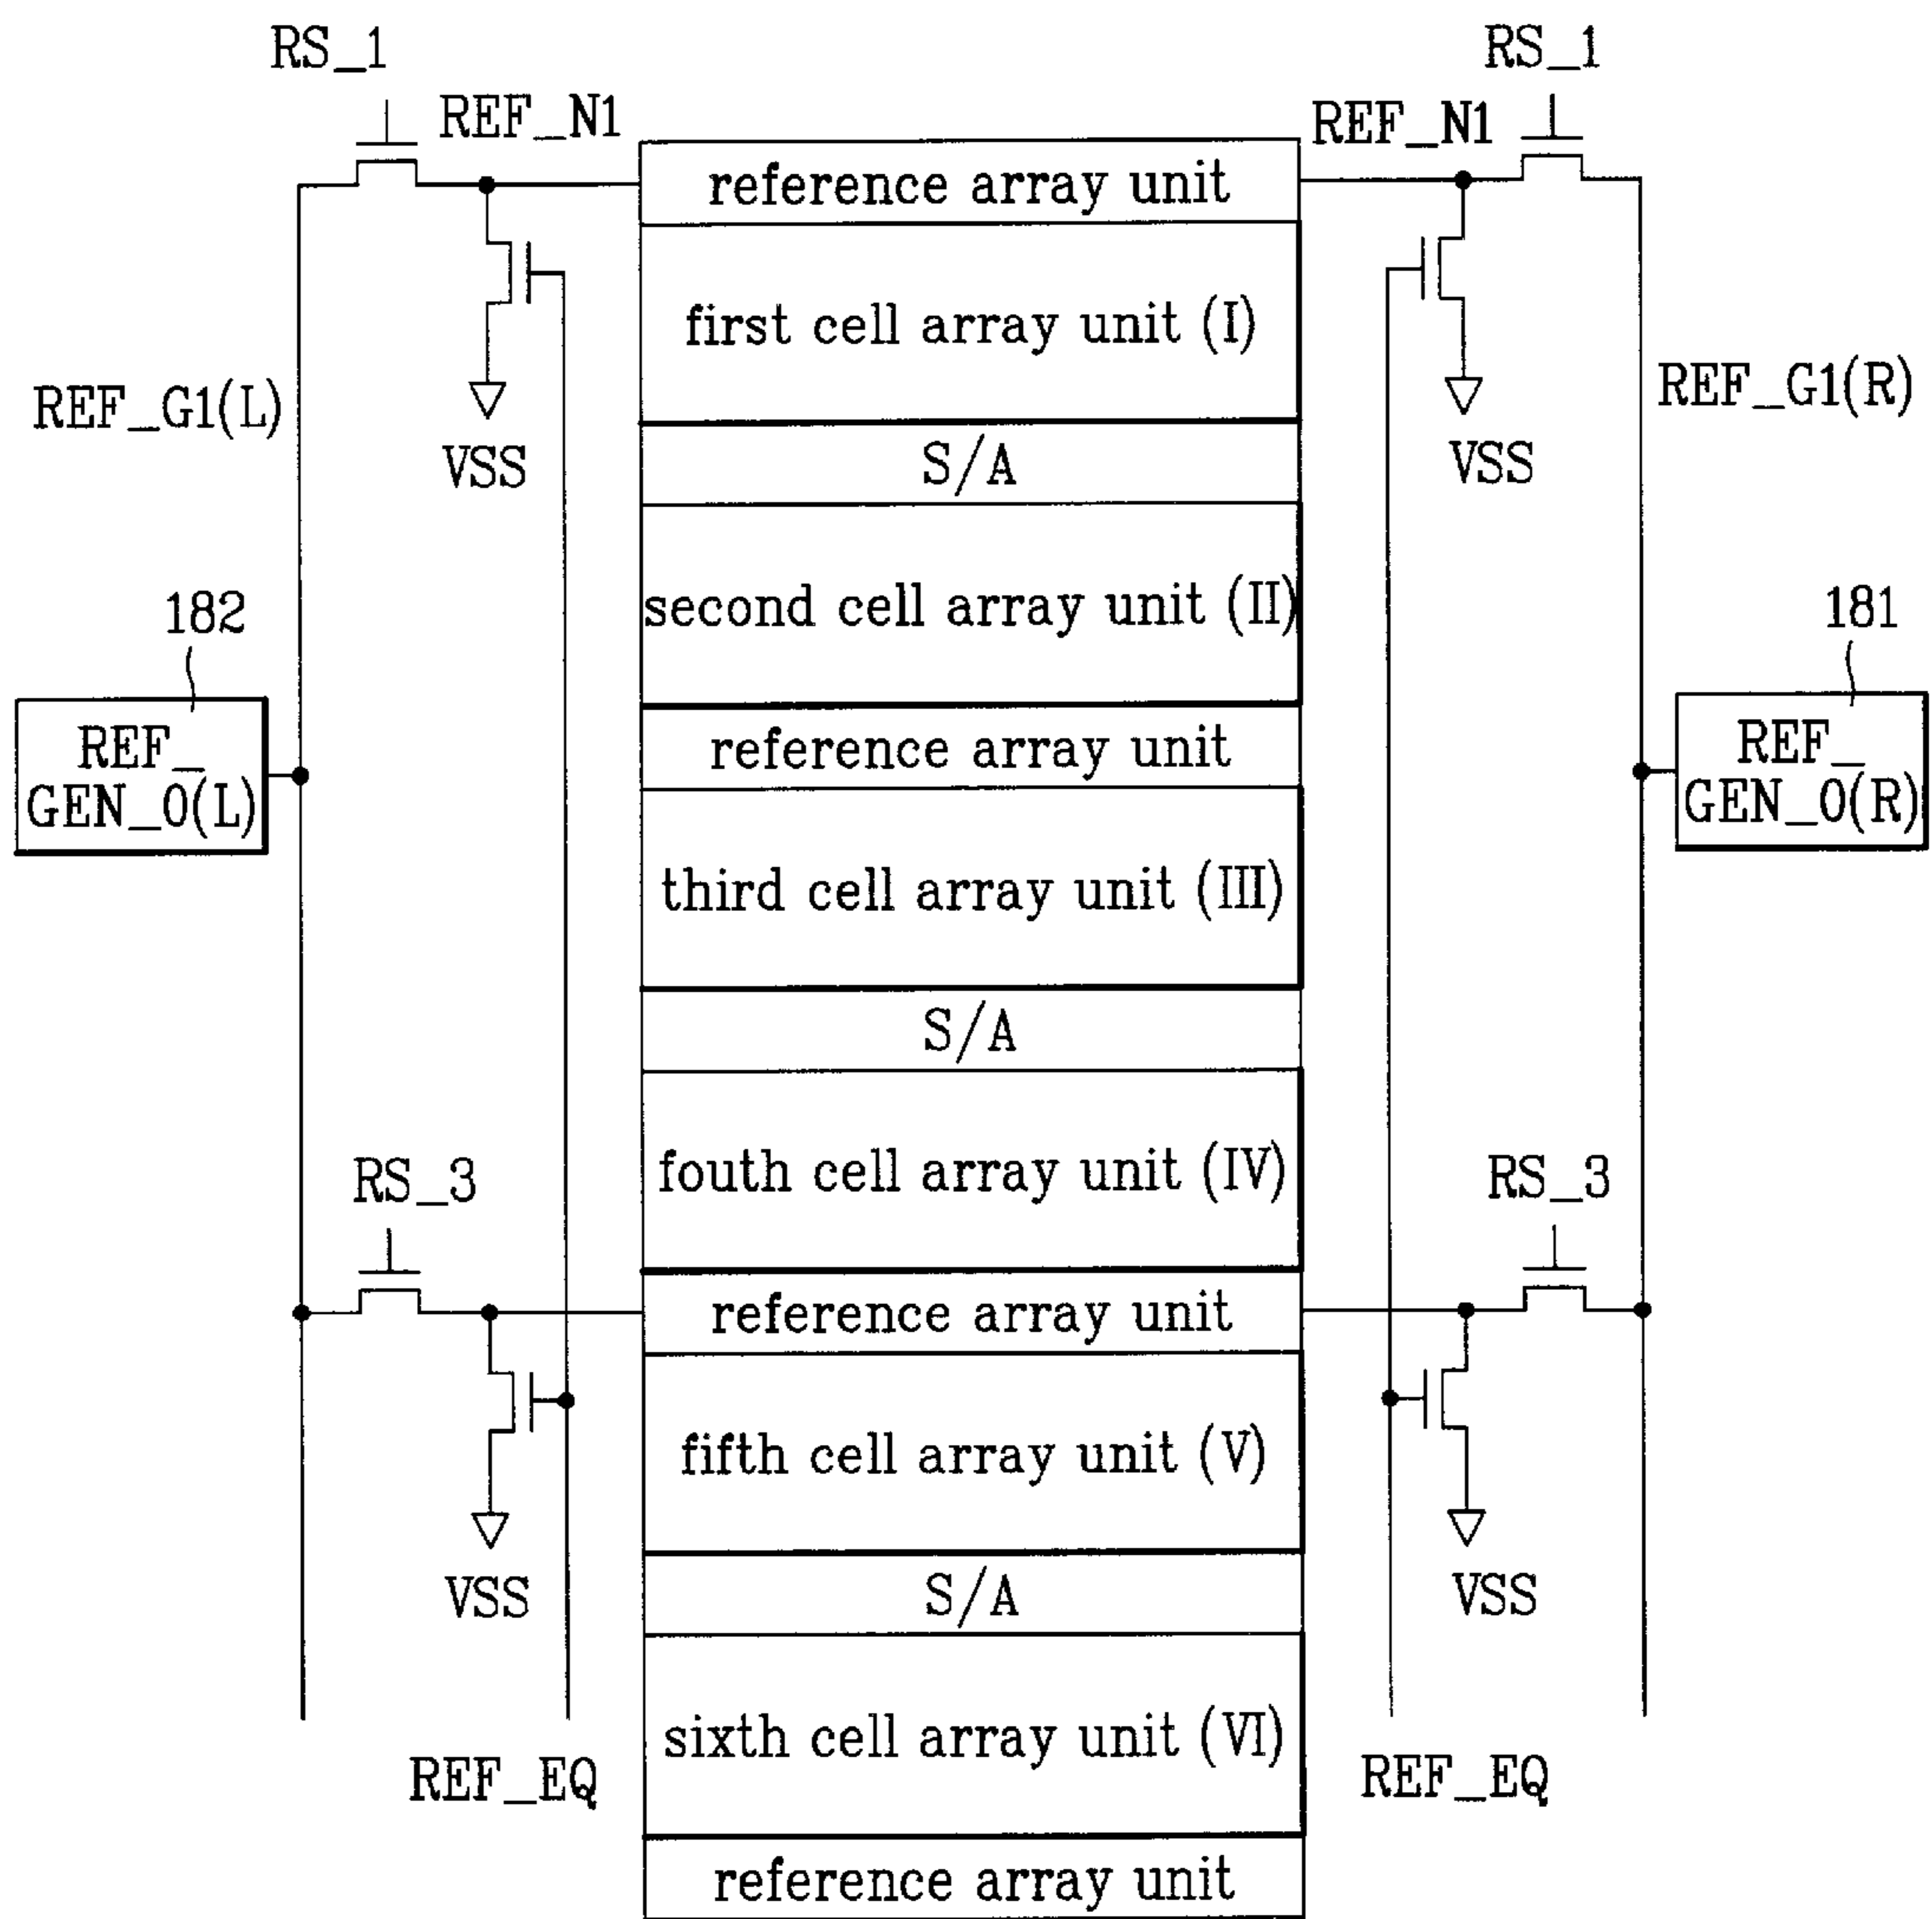 RS_1
RS_1
REF_N1
REF_N1
reference array unit
first cell array unit (I)
REF_G1(L)
REF_G1(R)
VSS
S/A
VSS
second cell array unit (II)
182
181
REF_
GEN_0(L)
reference array unit
REF_
GEN_0(R)
third cell array unit (III)
S/A
fouth cell array unit (IV)
RS_3
RS_3
reference array unit
fifth cell array unit (V)
VSS
S/A
VSS
sixth cell array unit (VI)
REF_EQ
REF_EQ
reference array unit